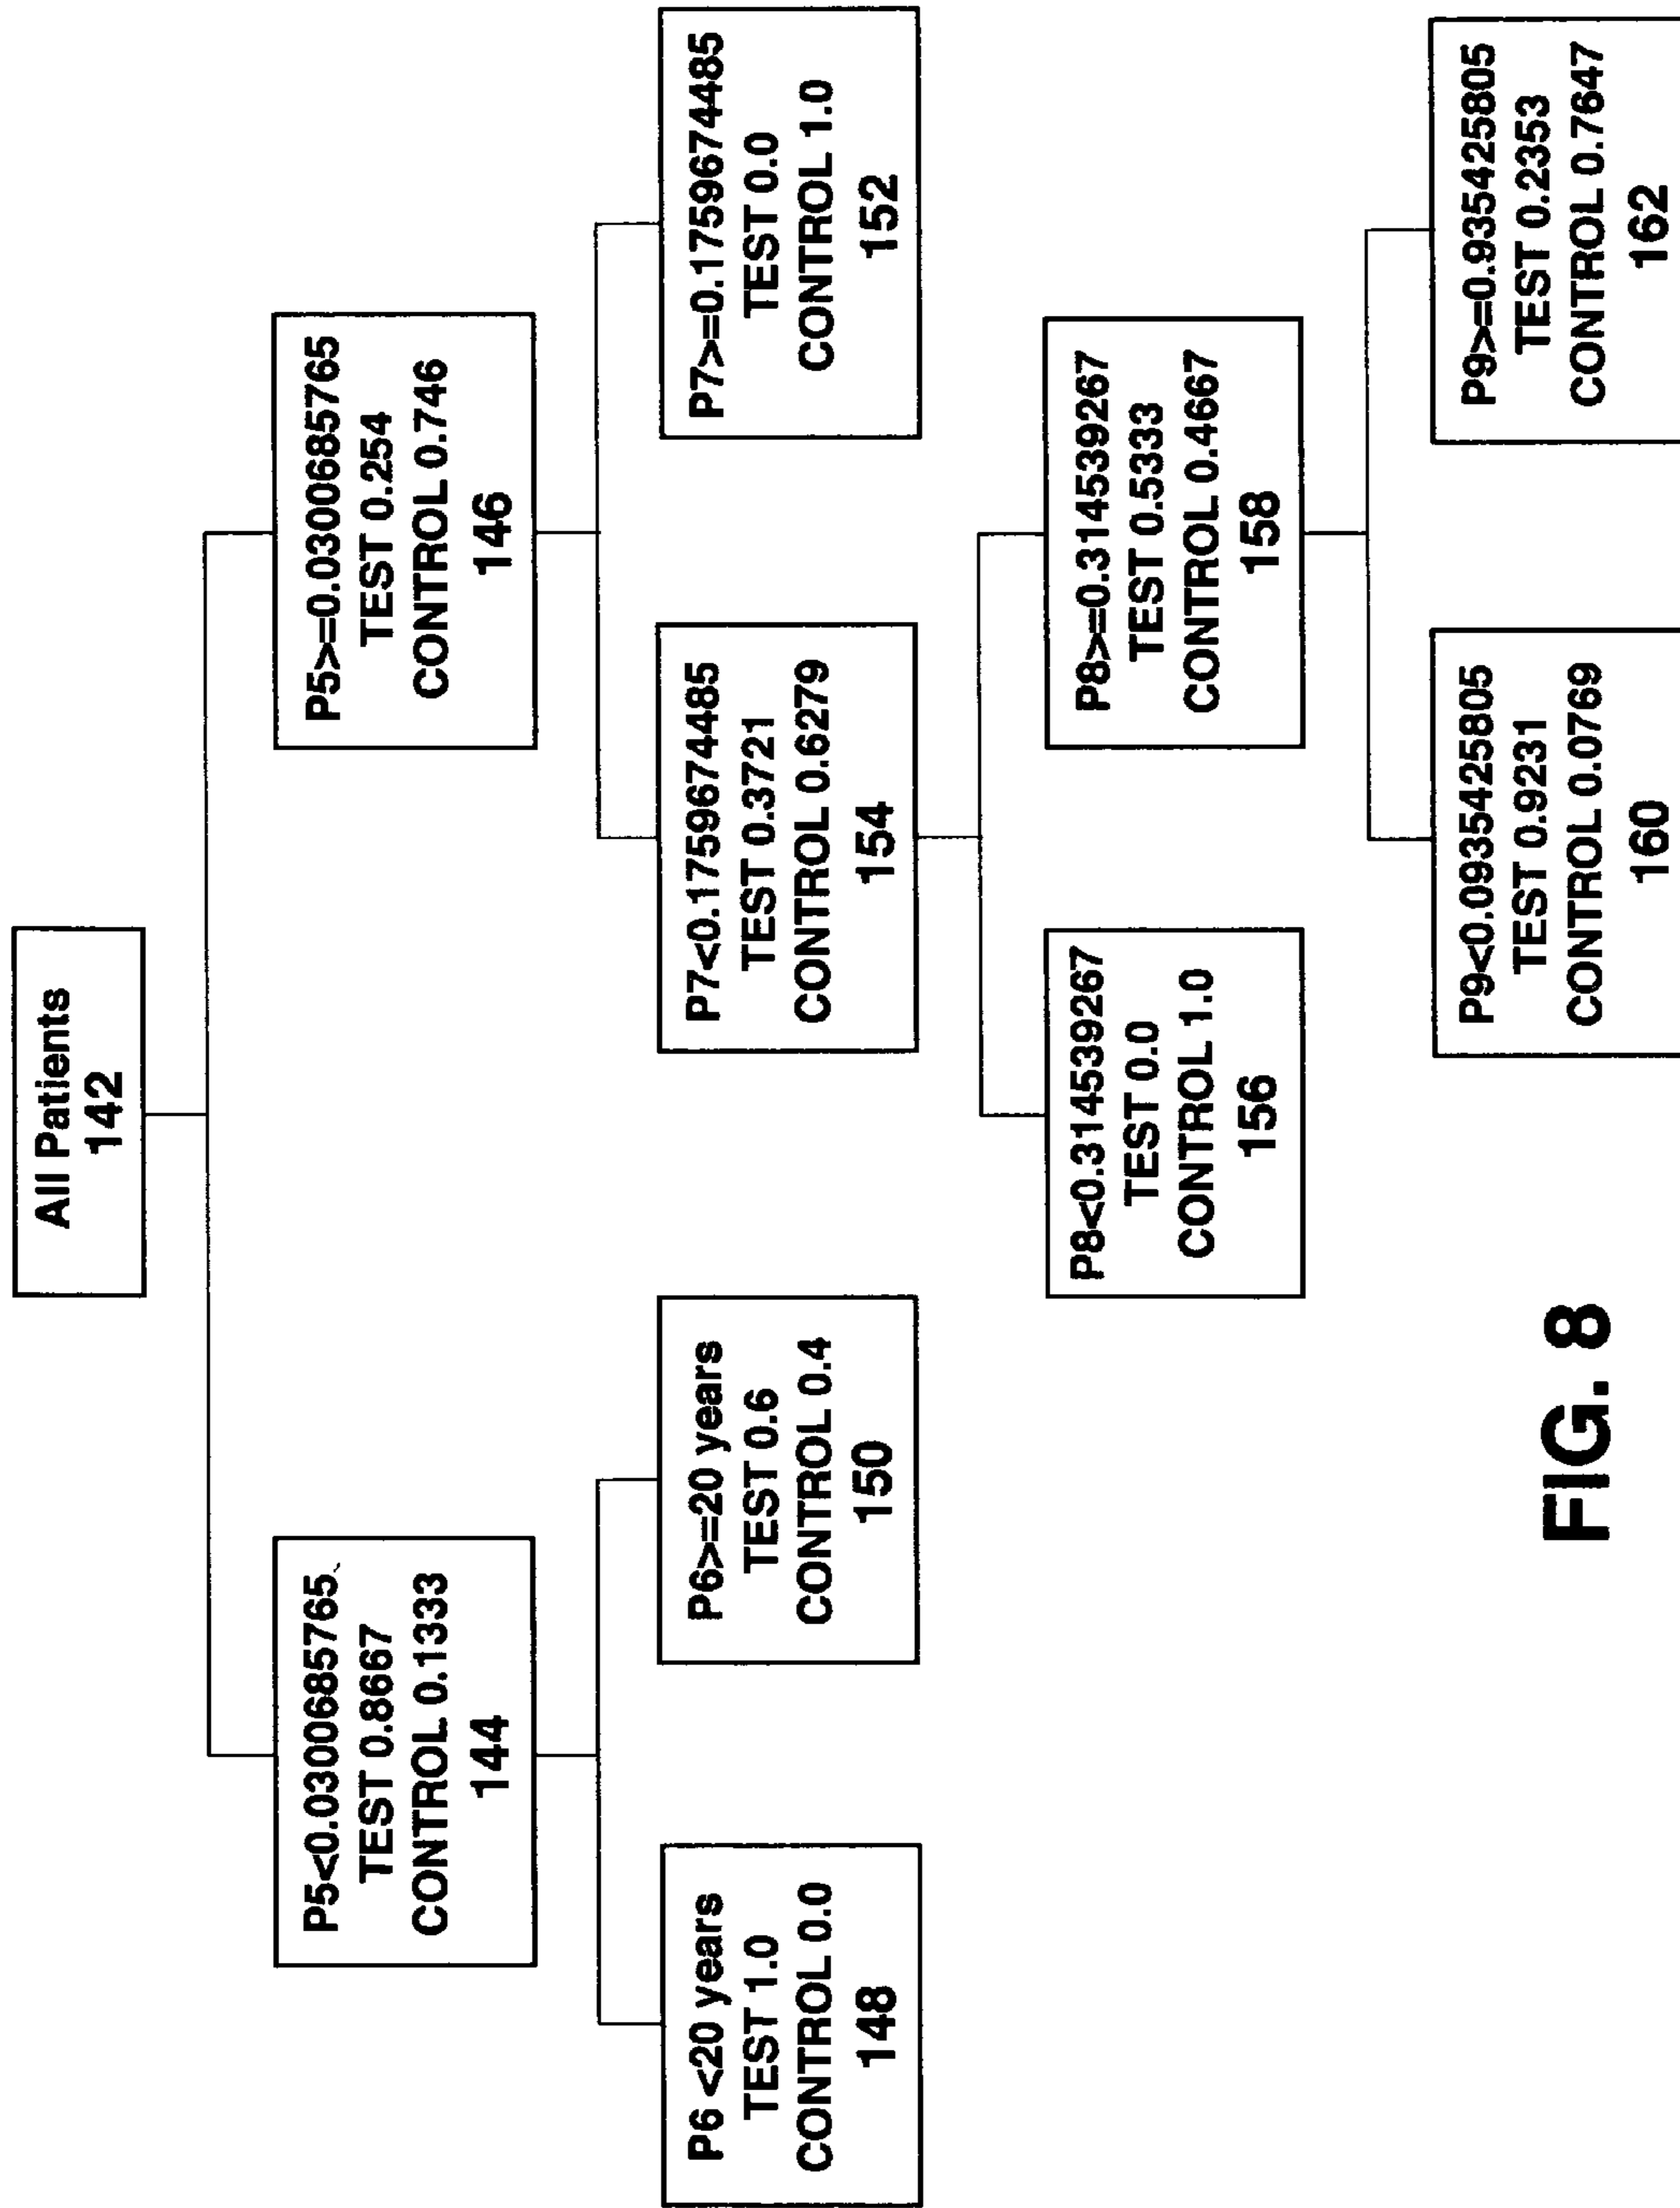 All Patients
142
P5<0.0300685765
TEST 0.8667
CONTROL 0.1333
144
P5>=0.0300685765
TEST 0.254
CONTROL 0.746
146
P6 <20 years
TEST 1.0
CONTROL 0.0
148
P6>=20 years
TEST 0.6
CONTROL 0.4
150
P7<0.1759674485
TEST 0.3721
CONTROL 0.6279
154
P7>=0.1759674485
TEST 0.0
CONTROL 1.0
152
P8<0.314539267
TEST 0.0
CONTROL 1.0
156
P8>=0.314539267
TEST 0.5333
CONTROL 0.4667
158
P9<0.0935425805
TEST 0.9231
CONTROL 0.0769
160
P9>=0.935425805
TEST 0.2353
CONTROL 0.7647
162
FIG. 8